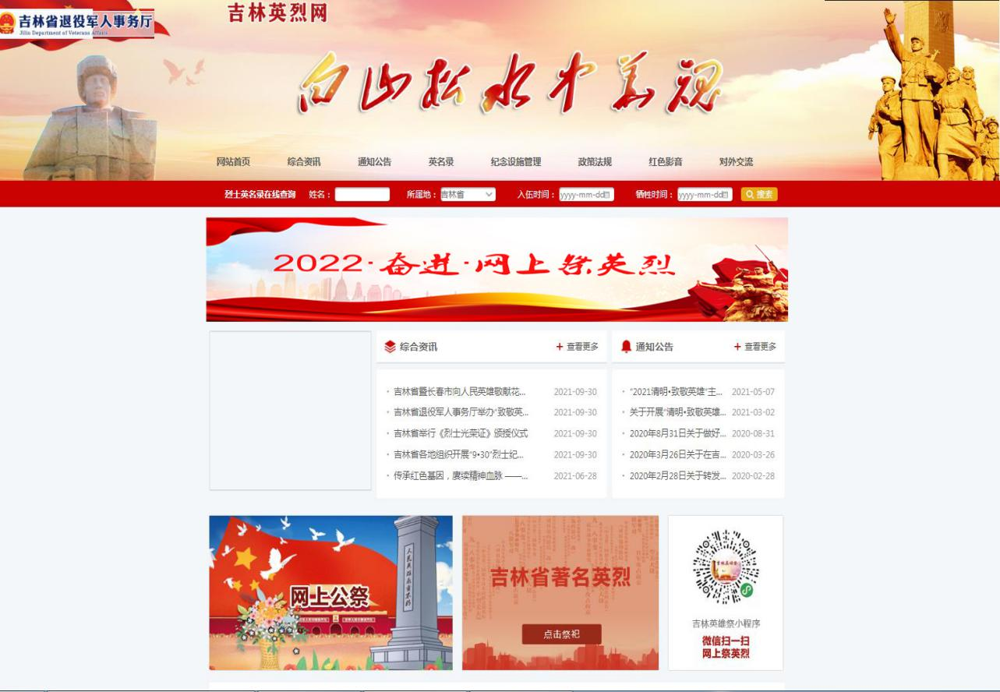 吉林英烈网
吉林省退役军人事务厅
Jilin Department of Veterans Affairs
白山松水中华魂
网站首页 综合资讯 通知公告 英名录 纪念设施管理 政策法规 红色影音 对外交流
烈士英名录在线查询 姓名： 所属地：吉林省 入伍时间：yyyy-mm-dd 牺牲时间：yyyy-mm-dd 搜索
2022·奋进·网上祭英烈
综合资讯 + 查看更多
· 吉林省暨长春市向人民英雄敬献花... 2021-09-30
· 吉林省退役军人事务厅举办“致敬英... 2021-09-30
· 吉林省举行《烈士光荣证》颁授仪式 2021-09-30
· 吉林省各地组织开展“9•30”烈士纪... 2021-09-30
· 传承红色基因，赓续精神血脉 ——... 2021-06-28
通知公告 + 查看更多
· “2021清明•致敬英雄”主... 2021-05-07
· 关于开展“清明•致敬英雄... 2021-03-02
· 2020年8月31日关于做好... 2020-08-31
· 2020年3月26日关于在吉... 2020-03-26
· 2020年2月28日关于转发... 2020-02-28
人民英雄永垂不朽
网上公祭
吉林省著名英烈
点击祭祀
吉林英雄祭小程序
微信扫一扫
网上祭英烈